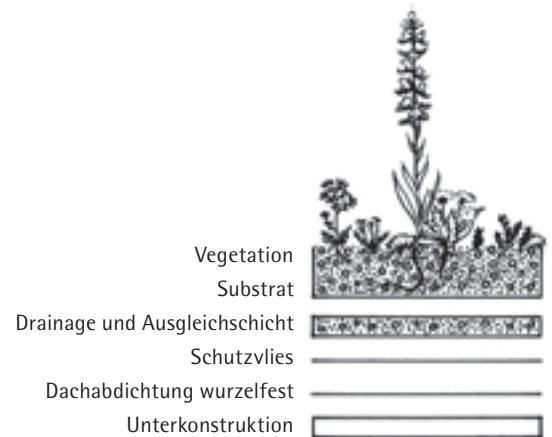 Vegetation
Substrat
Drainage und Ausgleichschicht
Schutzvlies
Dachabdichtung wurzelfest
Unterkonstruktion